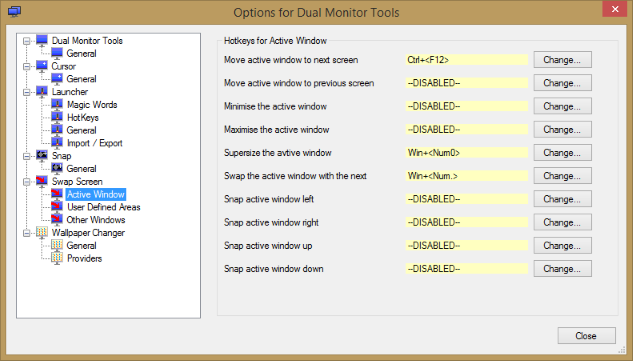 Options for Dual Monitor Tools
Dual Monitor Tools
General
Cursor
General
Launcher
Magic Words
HotKeys
General
Import / Export
Snap
General
Swap Screen
Active Window
User Defined Areas
Other Windows
Wallpaper Changer
General
Providers
Hotkeys for Active Window
Move active window to next screen Ctrl+<F12> Change...
Move active window to previous screen --DISABLED-- Change...
Minimise the active window --DISABLED-- Change...
Maximise the active window --DISABLED-- Change...
Supersize the active window Win+<Num0> Change...
Swap the active window with the next Win+<Num.> Change...
Snap active window left --DISABLED-- Change...
Snap active window right --DISABLED-- Change...
Snap active window up --DISABLED-- Change...
Snap active window down --DISABLED-- Change...
Close